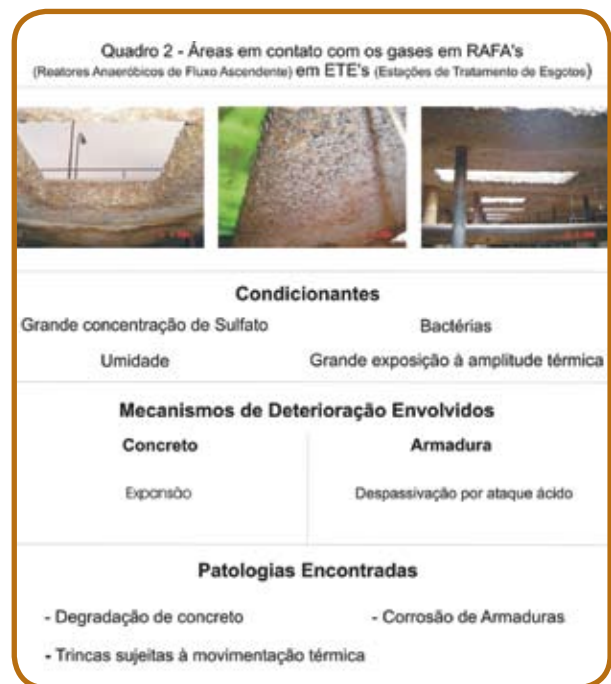 Quadro 2 - Áreas em contato com os gases em RAFA's
(Reatores Anaeróbicos de Fluxo Ascendente) em ETE's (Estações de Tratamento de Esgotos)
Condicionantes
Grande concentração de Sulfato Bactérias
Umidade Grande exposição à amplitude térmica
Mecanismos de Deterioração Envolvidos
Concreto Armadura
Expansão Despassivação por ataque ácido
Patologias Encontradas
- Degradação de concreto - Corrosão de Armaduras
- Trincas sujeitas à movimentação térmica